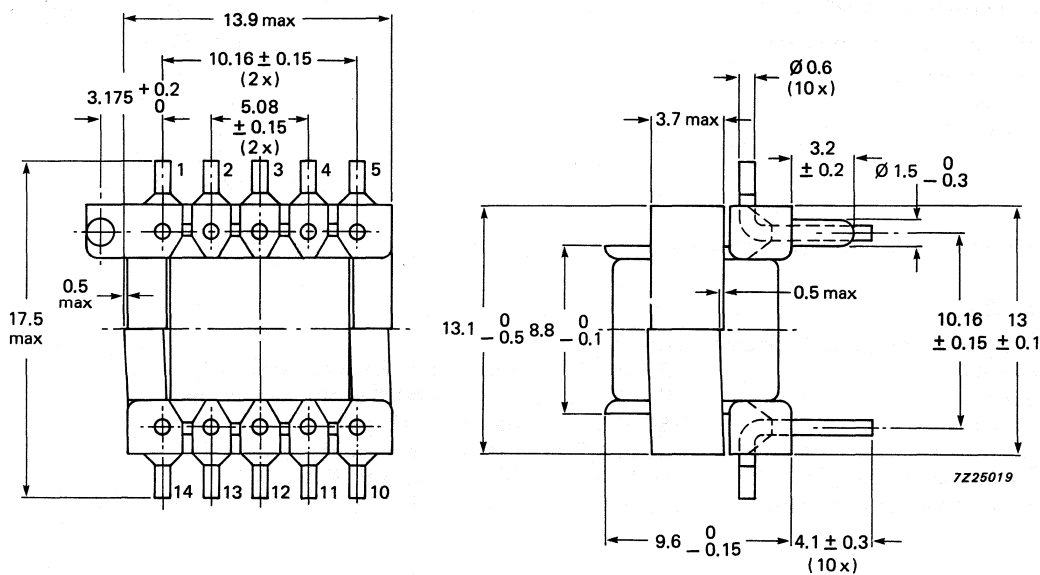 13.9 max
10.16 ± 0.15
(2 x)
3.175 + 0.2
0
5.08
± 0.15
(2 x)
1 2 3 4 5
0.5
max
17.5
max
14 13 12 11 10
Ø 0.6
(10 x)
3.7 max
3.2
± 0.2
Ø 1.5 0
– 0.3
0.5 max
13.1 0
– 0.5
8.8 0
– 0.1
10.16
± 0.15
13
± 0.1
7Z25019
9.6 0
– 0.15
4.1 ± 0.3
(10 x)